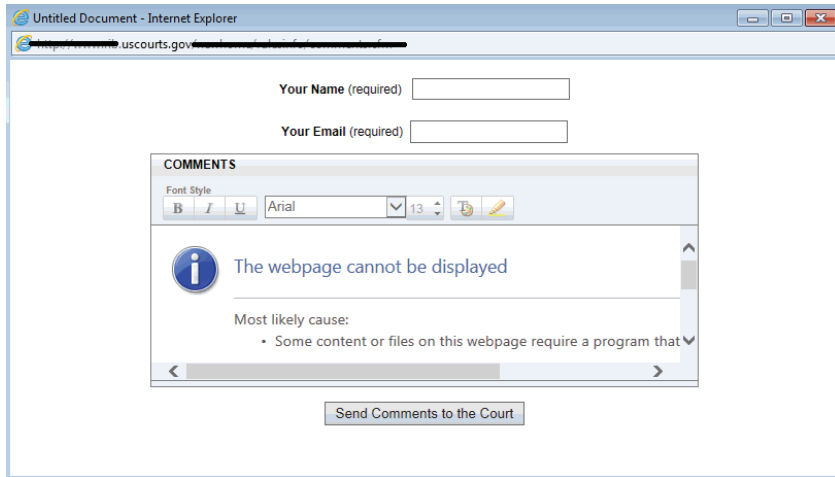 Untitled Document - Internet Explorer
.uscourts.gov
Your Name (required)
Your Email (required)
COMMENTS
Font Style
B I U Arial 13
The webpage cannot be displayed
Most likely cause:
• Some content or files on this webpage require a program that
Send Comments to the Court